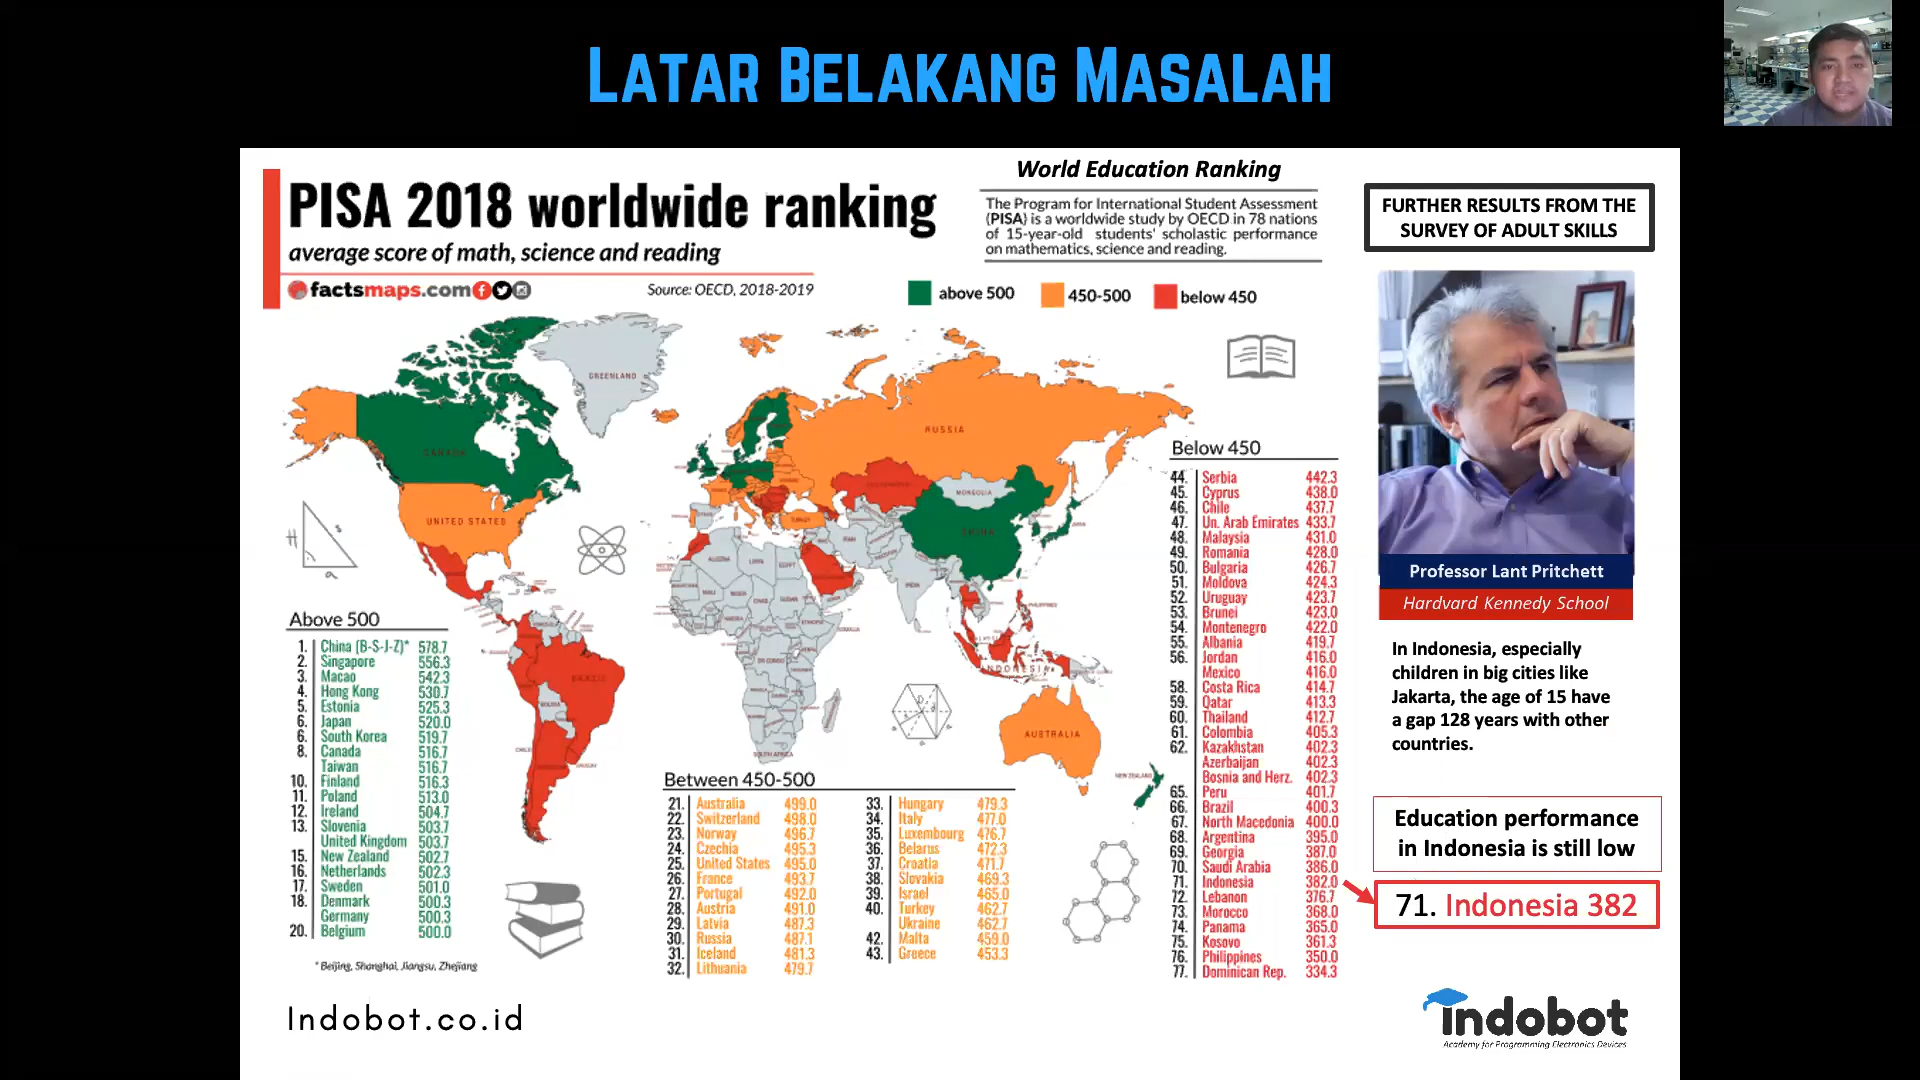 LATAR BELAKANG MASALAH
PISA 2018 worldwide ranking
average score of math, science and reading
factsmaps.com
Source: OECD, 2018-2019
World Education Ranking
The Program for International Student Assessment
(PISA) is a worldwide study by OECD in 78 nations
of 15-year-old students' scholastic performance
on mathematics, science and reading.
above 500
450-500
below 450
FURTHER RESULTS FROM THE
SURVEY OF ADULT SKILLS
GREENLAND
CANADA
RUSSIA
UNITED STATES
MONGOLIA
CHINA
BRAZIL
INDONESIA
AUSTRALIA
NEW ZEALAND
Above 500
1. China (B-S-J-Z)* 578.7
2. Singapore 556.3
3. Macao 542.3
4. Hong Kong 530.7
5. Estonia 525.3
6. Japan 520.0
6. South Korea 519.7
8. Canada 516.7
Taiwan 516.7
10. Finland 516.3
11. Poland 513.0
12. Ireland 504.7
13. Slovenia 503.7
United Kingdom 503.7
15. New Zealand 502.7
16. Netherlands 502.3
17. Sweden 501.0
18. Denmark 500.3
Germany 500.3
20. Belgium 500.0
* Beijing, Shanghai, Jiangsu, Zhejiang
Between 450-500
21. Australia 499.0
22. Switzerland 498.0
23. Norway 496.7
24. Czechia 495.3
25. United States 495.0
26. France 493.7
27. Portugal 492.0
28. Austria 491.0
29. Latvia 487.3
30. Russia 487.1
31. Iceland 481.3
32. Lithuania 479.7
33. Hungary 479.3
34. Italy 477.0
35. Luxembourg 476.7
36. Belarus 472.3
37. Croatia 471.7
38. Slovakia 469.3
39. Israel 465.0
40. Turkey 462.7
Ukraine 462.7
42. Malta 459.0
43. Greece 453.3
Below 450
44. Serbia 442.3
45. Cyprus 438.0
46. Chile 437.7
47. Un. Arab Emirates 433.7
48. Malaysia 431.0
49. Romania 428.0
50. Bulgaria 426.7
51. Moldova 424.3
52. Uruguay 423.7
53. Brunei 423.0
54. Montenegro 422.0
55. Albania 419.7
56. Jordan 416.0
Mexico 416.0
58. Costa Rica 414.7
59. Qatar 413.3
60. Thailand 412.7
61. Colombia 405.3
62. Kazakhstan 402.3
Azerbaijan 402.3
Bosnia and Herz. 402.3
65. Peru 401.7
66. Brazil 400.3
67. North Macedonia 400.0
68. Argentina 395.0
69. Georgia 387.0
70. Saudi Arabia 386.0
71. Indonesia 382.0
72. Lebanon 376.7
73. Morocco 368.0
74. Panama 365.0
75. Kosovo 361.3
76. Philippines 350.0
77. Dominican Rep. 334.3
Professor Lant Pritchett
Hardvard Kennedy School
In Indonesia, especially
children in big cities like
Jakarta, the age of 15 have
a gap 128 years with other
countries.
Education performance
in Indonesia is still low
71. Indonesia 382
Indobot.co.id
indobot
Academy for Programming Electronics Devices